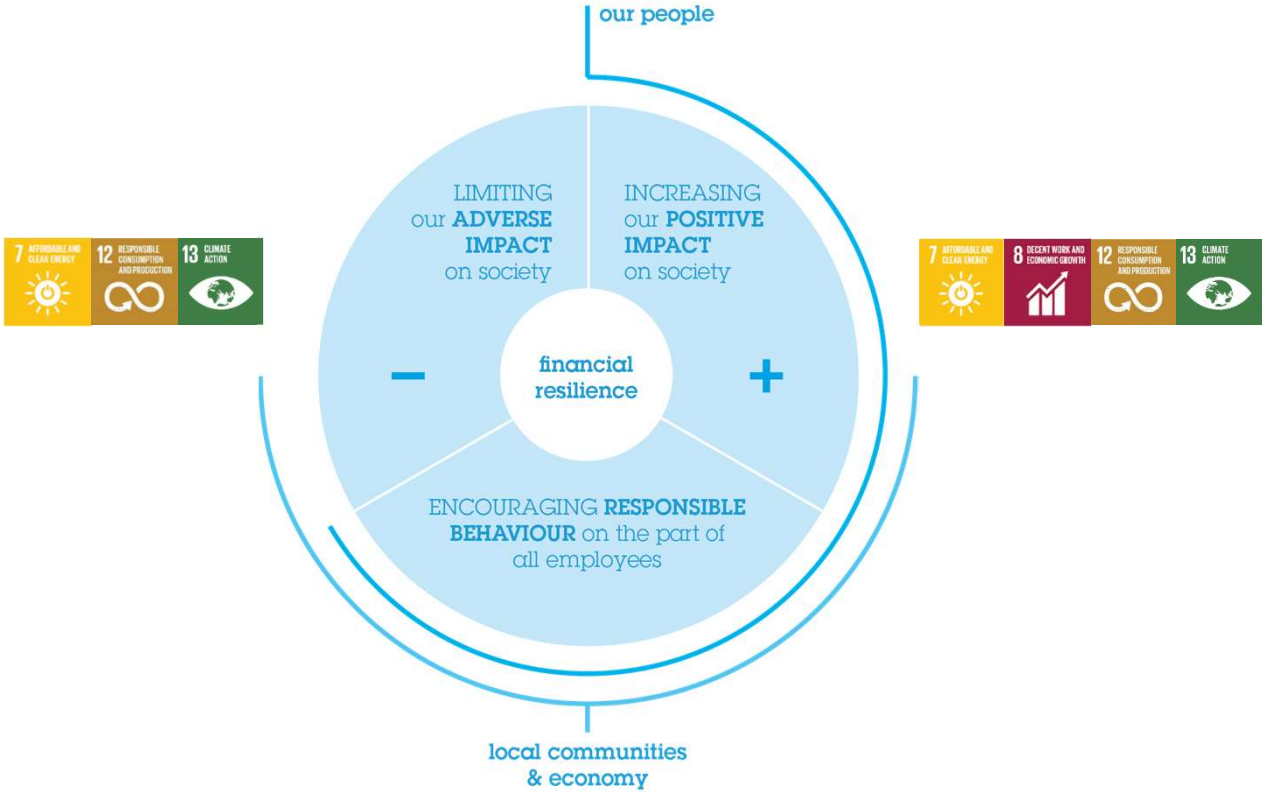 our people
LIMITING
our ADVERSE
IMPACT
on society
INCREASING
our POSITIVE
IMPACT
on society
7 AFFORDABLE AND
CLEAN ENERGY
12 RESPONSIBLE
CONSUMPTION
AND PRODUCTION
13 CLIMATE
ACTION
7 AFFORDABLE AND
CLEAN ENERGY
8 DECENT WORK AND
ECONOMIC GROWTH
12 RESPONSIBLE
CONSUMPTION
AND PRODUCTION
13 CLIMATE
ACTION
–
financial
resilience
+
ENCOURAGING RESPONSIBLE
BEHAVIOUR on the part of
all employees
local communities
& economy